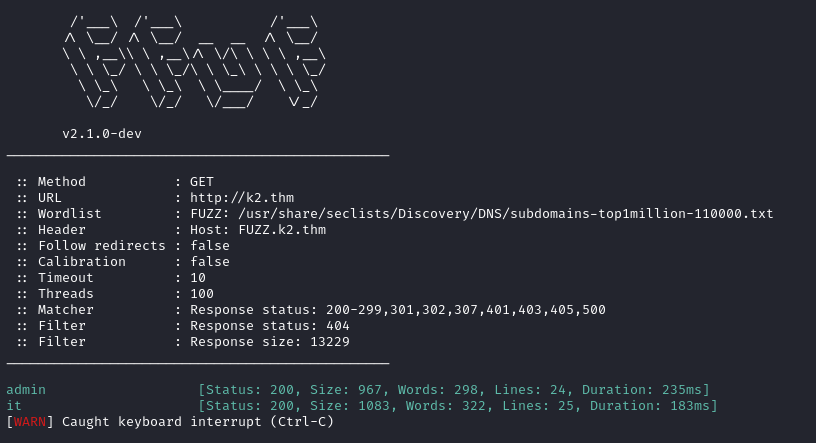 v2.1.0-dev
:: Method : GET
:: URL : http://k2.thm
:: Wordlist : FUZZ: /usr/share/seclists/Discovery/DNS/subdomains-top1million-110000.txt
:: Header : Host: FUZZ.k2.thm
:: Follow redirects : false
:: Calibration : false
:: Timeout : 10
:: Threads : 100
:: Matcher : Response status: 200-299,301,302,307,401,403,405,500
:: Filter : Response status: 404
:: Filter : Response size: 13229
admin [Status: 200, Size: 967, Words: 298, Lines: 24, Duration: 235ms]
it [Status: 200, Size: 1083, Words: 322, Lines: 25, Duration: 183ms]
[WARN] Caught keyboard interrupt (Ctrl-C)